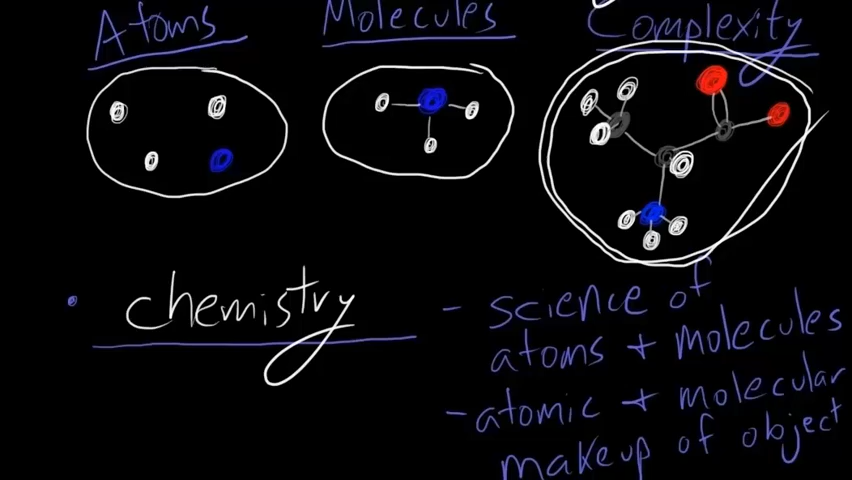 Atoms
Molecules
Complexity
chemistry
- science of
atoms + molecules
- atomic + molecular
makeup of object